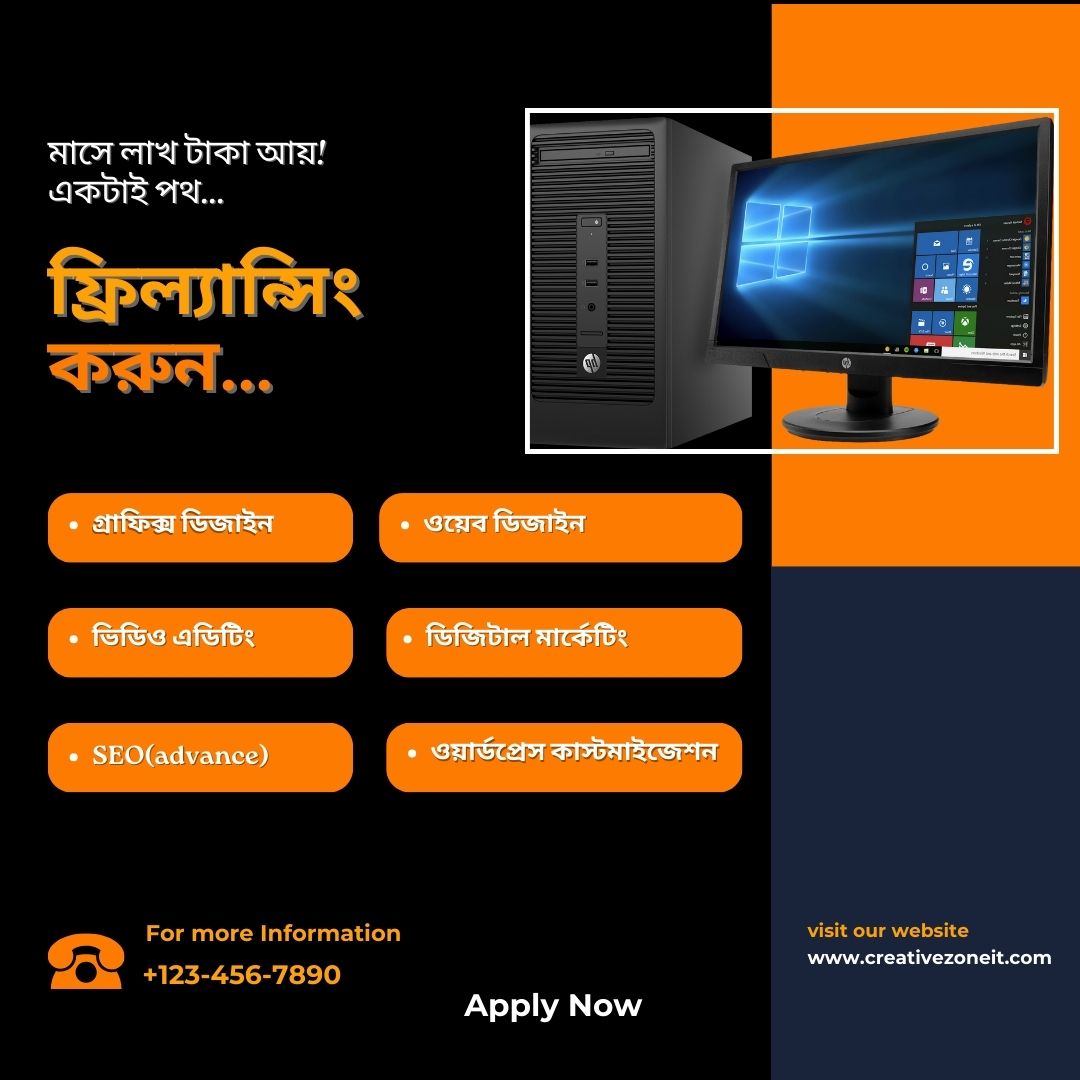 মাসে লাখ টাকা আয়!
একটাই পথ...
ফ্রিল্যান্সিং
করুন...
• গ্রাফিক্স ডিজাইন
• ওয়েব ডিজাইন
• ভিডিও এডিটিং
• ডিজিটাল মার্কেটিং
• SEO(advance)
• ওয়ার্ডপ্রেস কাস্টমাইজেশন
For more Information
+123-456-7890
Apply Now
visit our website
www.creativezoneit.com